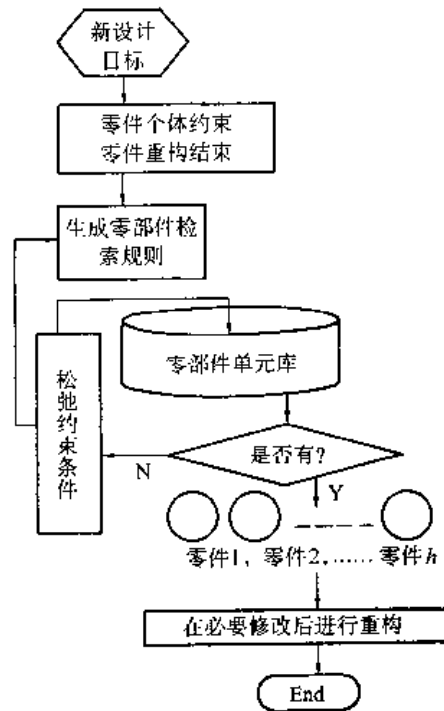 新设计
目标
零件个体约束
零件重构结束
生成零部件检
索规则
零部件单元库
松弛约束条件
是否有?
N
Y
零件1, 零件2, …… 零件h
在必要修改后进行重构
End